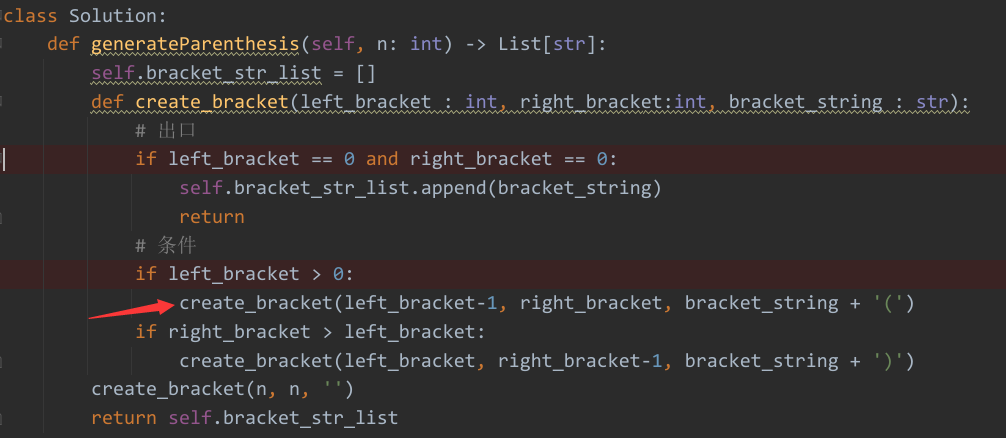 class Solution:
    def generateParenthesis(self, n: int) -> List[str]:
        self.bracket_str_list = []
        def create_bracket(left_bracket : int, right_bracket:int, bracket_string : str):
            # 出口
            if left_bracket == 0 and right_bracket == 0:
                self.bracket_str_list.append(bracket_string)
                return
            # 条件
            if left_bracket > 0:
                create_bracket(left_bracket-1, right_bracket, bracket_string + '(')
            if right_bracket > left_bracket:
                create_bracket(left_bracket, right_bracket-1, bracket_string + ')')
        create_bracket(n, n, '')
        return self.bracket_str_list